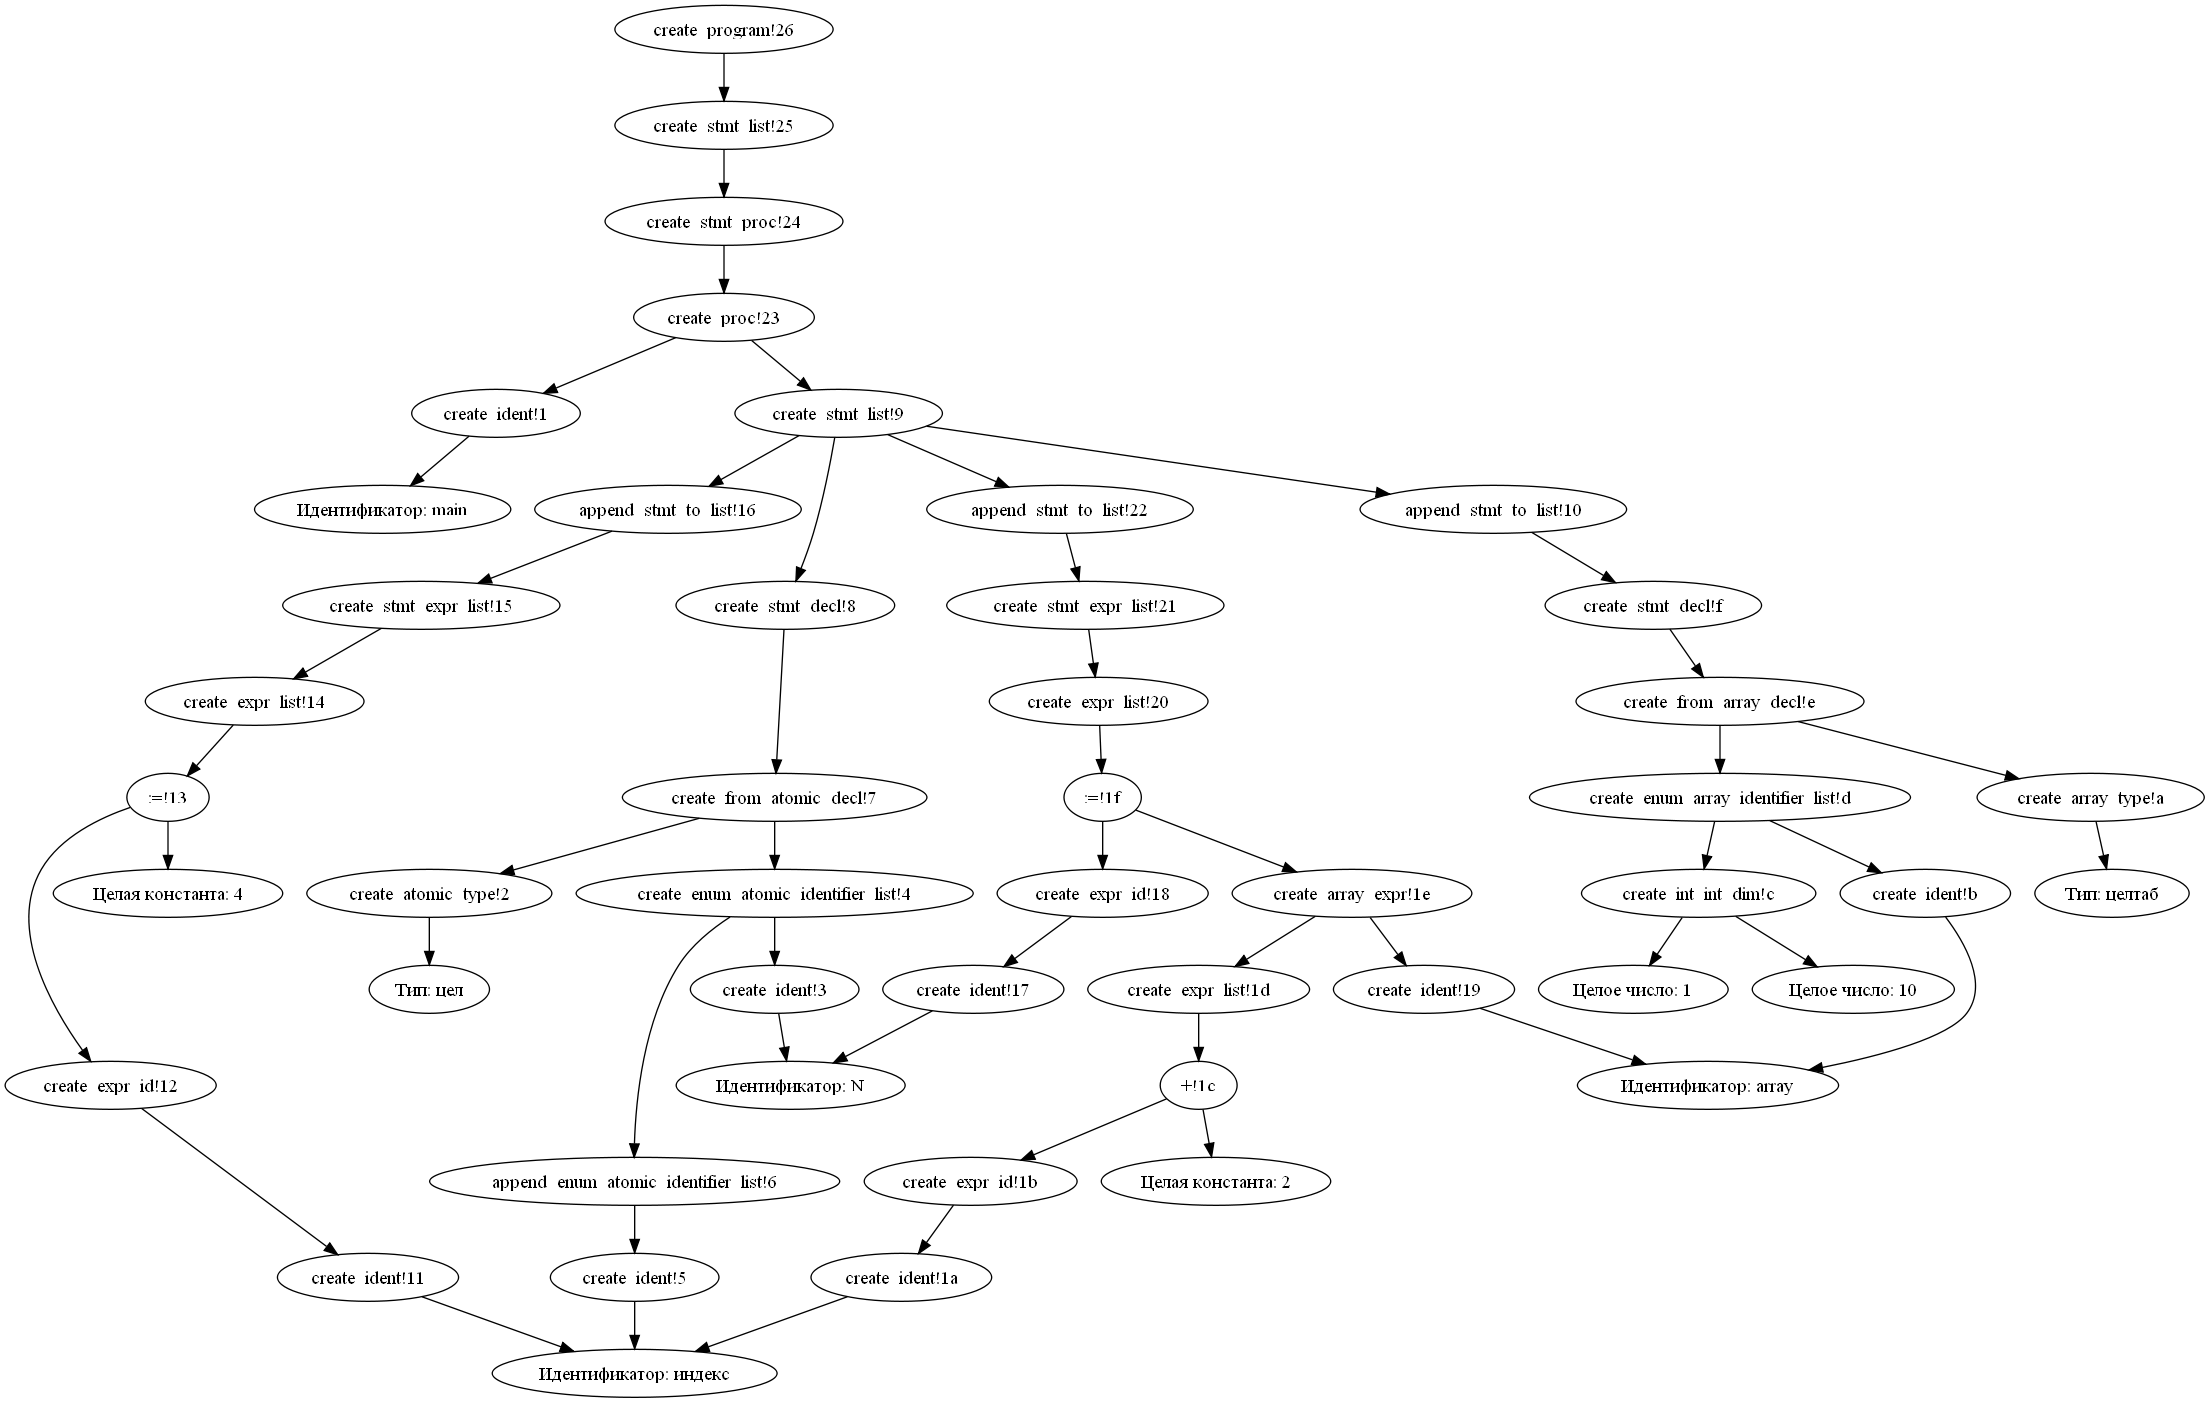 create program!26
create stmt list!25
create stmt proc!24
create proc!23
create ident!1
create stmt list!9
Идентификатор: main
append stmt to list!16
append stmt to list!22
append stmt to list!10
create stmt expr list!15
create stmt decl!8
create stmt expr list!21
create stmt decl!f
create expr list!14
create expr list!20
create from array decl!e
:=!13
create from atomic decl!7
:=!1f
create enum array identifier list!d
create array type!a
Целая константа: 4
create atomic type!2
create enum atomic identifier list!4
create expr id!18
create array expr!1e
create int int dim!c
create ident!b
Тип: целтаб
Тип: цел
create ident!3
create ident!17
create expr list!1d
create ident!19
Целое число: 1
Целое число: 10
create expr id!12
Идентификатор: N
+!1c
Идентификатор: array
append enum atomic identifier list!6
create expr id!1b
Целая константа: 2
create ident!11
create ident!5
create ident!1a
Идентификатор: индекс